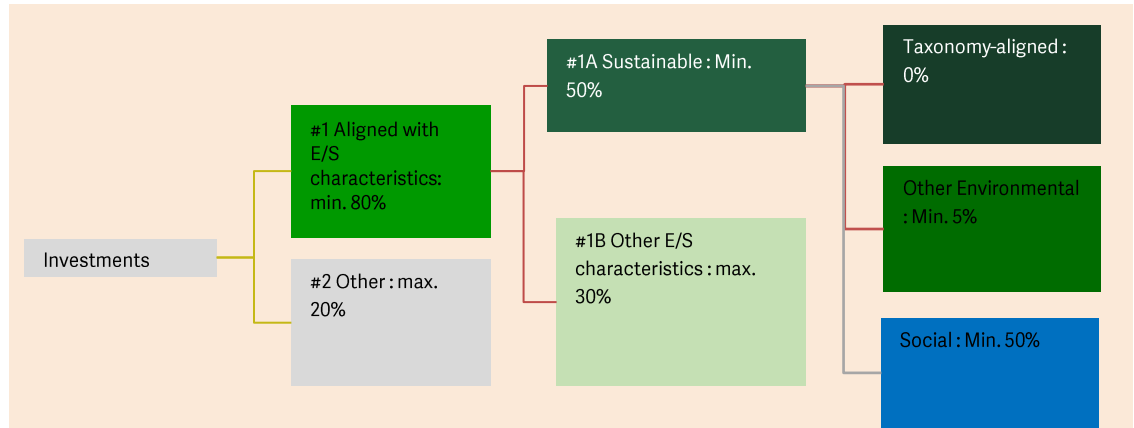 Investments
#1 Aligned with
E/S
characteristics:
min. 80%
#2 Other : max.
20%
#1A Sustainable : Min.
50%
#1B Other E/S
characteristics : max.
30%
Taxonomy-aligned :
0%
Other Environmental
: Min. 5%
Social : Min. 50%